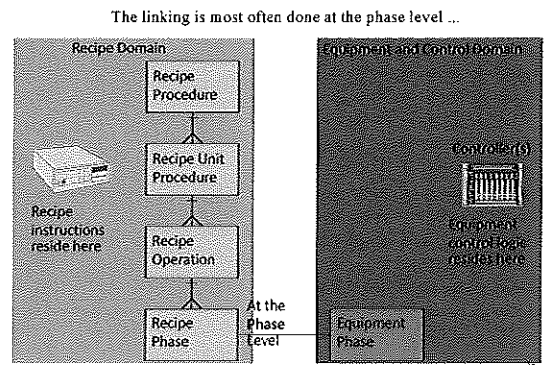 The linking is most often done at the phase level ...
Recipe Domain
Equipment and Control Domain
Recipe
Procedure
Recipe Unit
Procedure
Controller(s)
Recipe
instructions
reside here
Equipment
control logic
resides here
Recipe
Operation
At the
Phase
Level
Recipe
Phase
Equipment
Phase